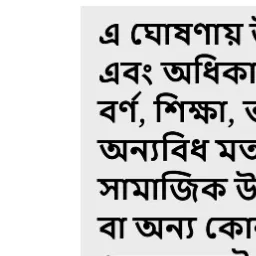 এ ঘোষণায়
এবং অধিকা
বর্ণ, শিক্ষা,
অন্যবিধ মত
সামাজিক উ
বা অন্য কো